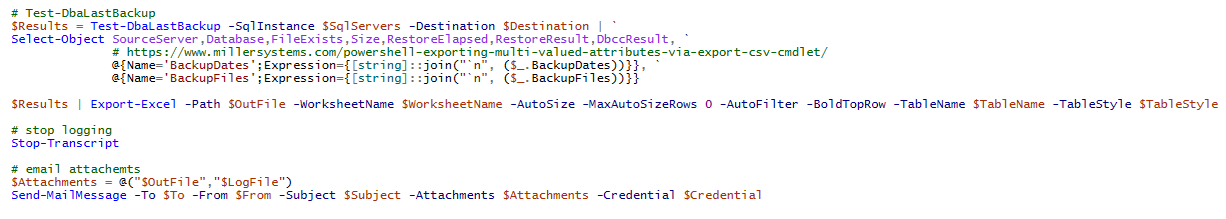 # Test-DbaLastBackup
$Results = Test-DbaLastBackup -SqlInstance $SqlServers -Destination $Destination | `
Select-Object SourceServer,Database,FileExists,Size,RestoreElapsed,RestoreResult,DbccResult, `
# https://www.millersystems.com/powershell-exporting-multi-valued-attributes-via-export-csv-cmdlet/
@{Name='BackupDates';Expression={[string]::join("`n", ($_.BackupDates))}}, `
@{Name='BackupFiles';Expression={[string]::join("`n", ($_.BackupFiles))}}
$Results | Export-Excel -Path $OutFile -WorksheetName $WorksheetName -AutoSize -MaxAutoSizeRows 0 -AutoFilter -BoldTopRow -TableName $TableName -TableStyle $TableStyle
# stop logging
Stop-Transcript
# email attachemts
$Attachments = @("$OutFile","$LogFile")
Send-MailMessage -To $To -From $From -Subject $Subject -Attachments $Attachments -Credential $Credential